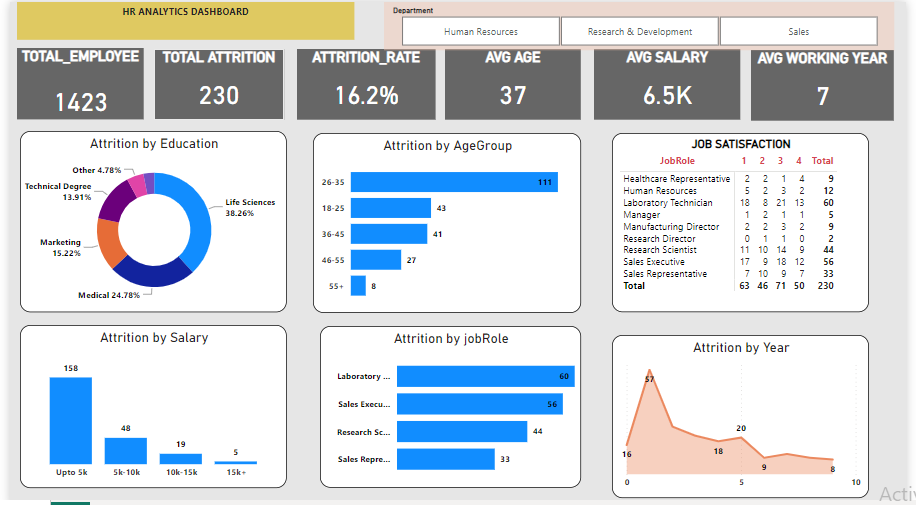 HR ANALYTICS DASHBOARD
Department
Human Resources
Research & Development
Sales
TOTAL_EMPLOYEE
1423
TOTAL ATTRITION
230
ATTRITION_RATE
16.2%
AVG AGE
37
AVG SALARY
6.5K
AVG WORKING YEAR
7
Attrition by Education
Other 4.78%
Technical Degree
13.91%
Life Sciences
38.26%
Marketing
15.22%
Medical 24.78%
Attrition by AgeGroup
26-35 111
18-25 43
36-45 41
46-55 27
55+ 8
JOB SATISFACTION
JobRole 1 2 3 4 Total
Healthcare Representative 2 2 1 4 9
Human Resources 5 2 3 2 12
Laboratory Technician 18 8 21 13 60
Manager 1 2 1 1 5
Manufacturing Director 2 2 3 2 9
Research Director 0 1 1 0 2
Research Scientist 11 10 14 9 44
Sales Executive 17 9 18 12 56
Sales Representative 7 10 9 7 33
Total 63 46 71 50 230
Attrition by Salary
158
48
19
5
Upto 5k 5k-10k 10k-15k 15k+
Attrition by jobRole
Laboratory ... 60
Sales Execu... 56
Research Sc... 44
Sales Repre... 33
Attrition by Year
57
16
18
20
9
8
0 5 10
Activ